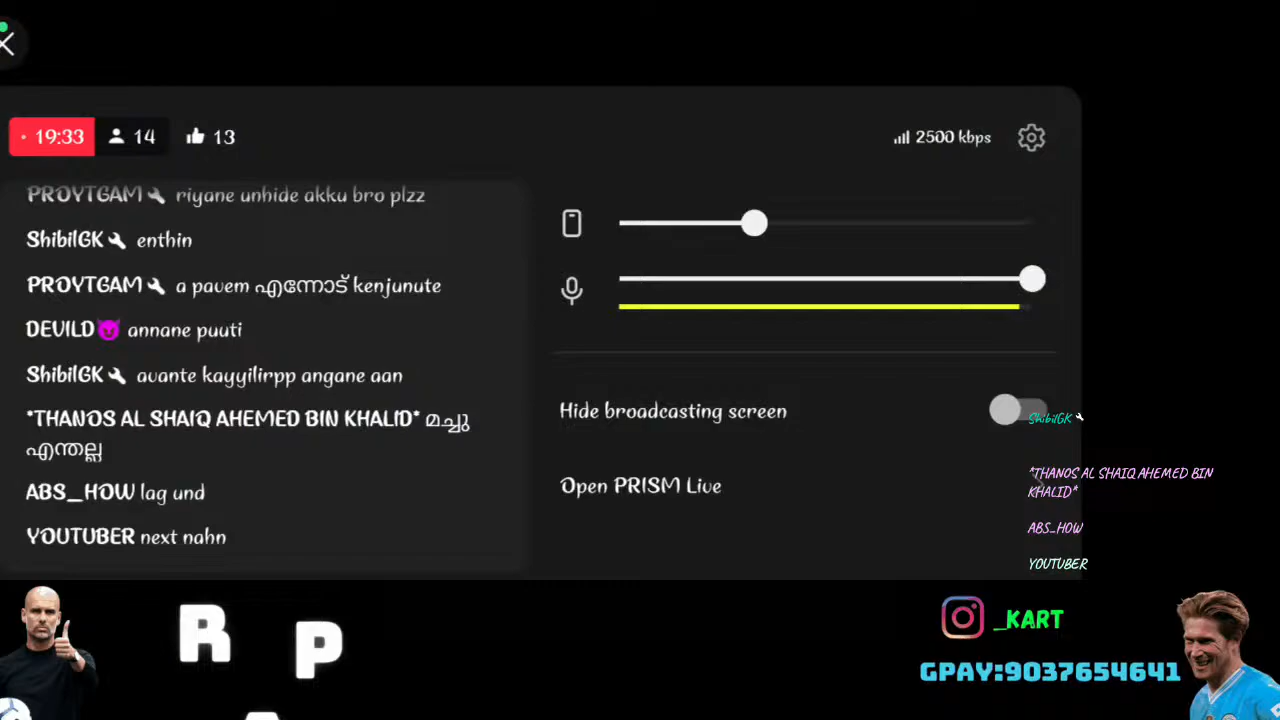 19:33 14 13
2500 kbps
PROYTGAM riyane unhide akku bro plzz
ShibilGK enthin
PROYTGAM a pavem എന്നോട് kenjunute
DEVILD😈 annane puuti
ShibilGK avante kayyilirpp angane aan
*THANOS AL SHAIQ AHEMED BIN KHALID* മച്ചു
എന്തല്ല
ABS_HOW lag und
YOUTUBER next nahn
Hide broadcasting screen
Open PRISM Live
ShibilGK
*THANOS AL SHAIQ AHEMED BIN
KHALID*
ABS_HOW
YOUTUBER
R P
_KART
GPAY:9037654641